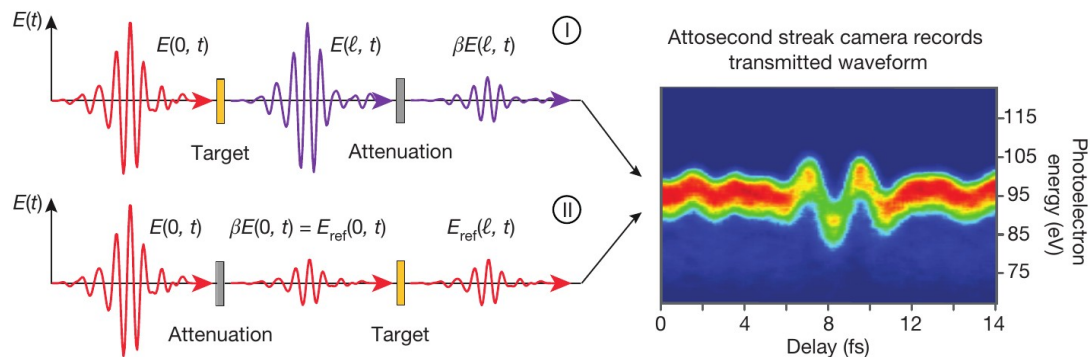 E(t)
E(0, t)
E(ℓ, t)
βE(ℓ, t)
I
Target
Attenuation
E(t)
E(0, t)
βE(0, t) = E_ref(0, t)
E_ref(ℓ, t)
II
Attenuation
Target
Attosecond streak camera records
transmitted waveform
115
105
95
85
75
Photoelectron
energy (eV)
0
4
8
12
14
Delay (fs)